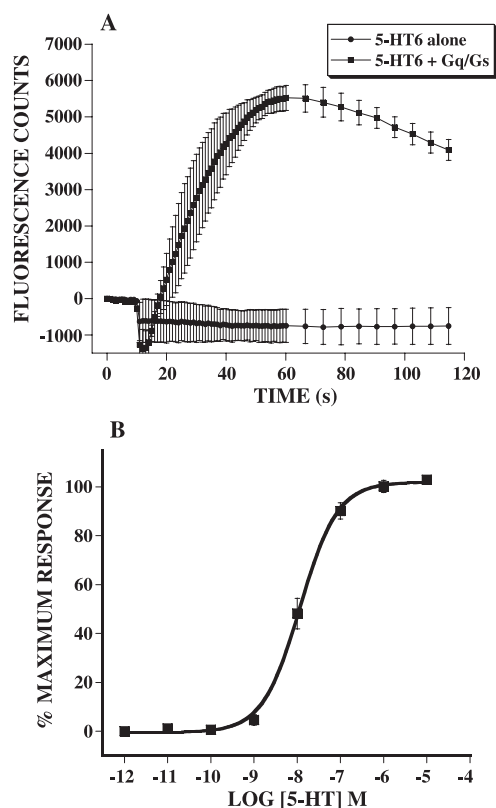 A
5-HT6 alone
5-HT6 + Gq/Gs
FLUORESCENCE COUNTS
7000
6000
5000
4000
3000
2000
1000
0
-1000
0 20 40 60 80 100 120
TIME (s)
B
% MAXIMUM RESPONSE
100
80
60
40
20
0
-12 -11 -10 -9 -8 -7 -6 -5 -4
LOG [5-HT] M